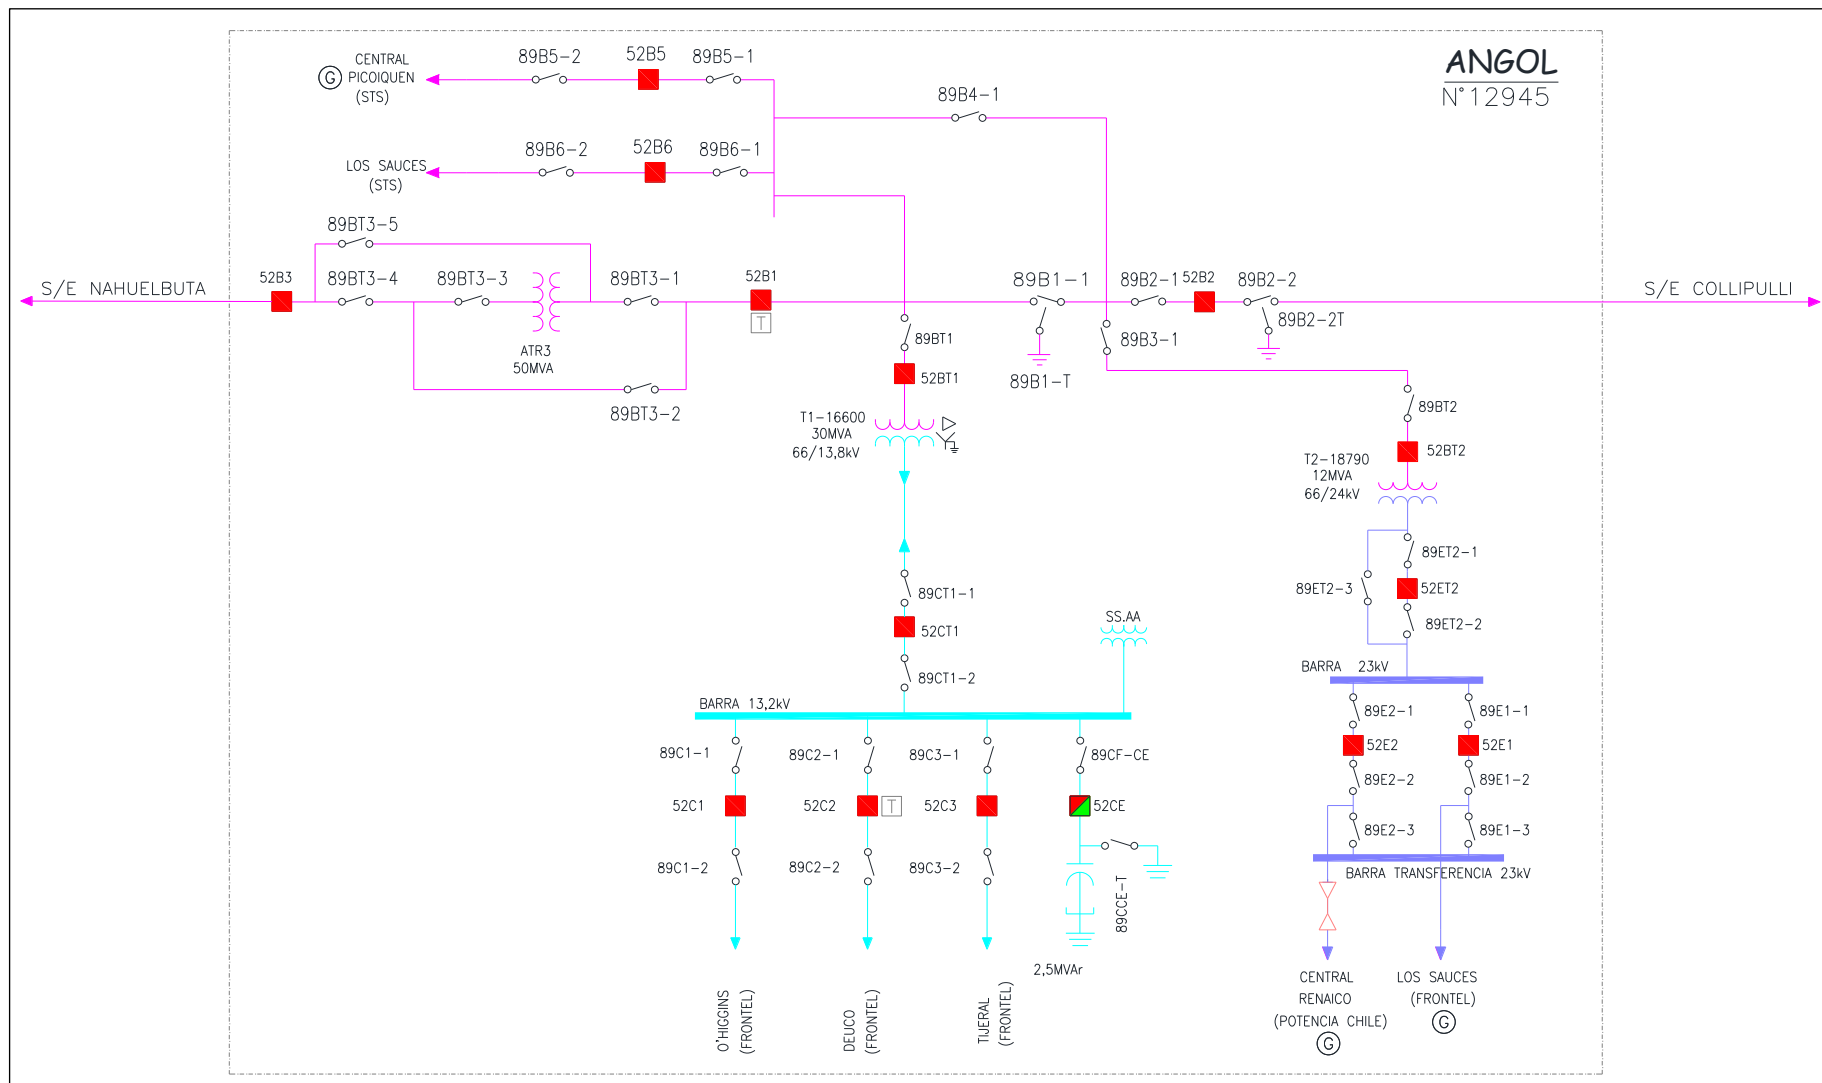 ANGOL
N°12945
CENTRAL
PICOIQUEN
(STS)
G
89B5-2
52B5
89B5-1
89B4-1
LOS SAUCES
(STS)
89B6-2
52B6
89B6-1
89BT3-5
S/E NAHUELBUTA
52B3
89BT3-4
89BT3-3
89BT3-1
52B1
T
89B1-1
89B2-1
52B2
89B2-2
S/E COLLIPULLI
89B2-2T
89BT1
89B3-1
ATR3
50MVA
52BT1
89B1-T
89BT3-2
89BT2
T1-16600
30MVA
66/13,8kV
52BT2
T2-18790
12MVA
66/24kV
89ET2-1
89ET2-3
52ET2
89ET2-2
89CT1-1
52CT1
89CT1-2
SS.AA
BARRA 23kV
BARRA 13,2kV
89E2-1
89E1-1
52E2
52E1
89E2-2
89E1-2
89E2-3
89E1-3
BARRA TRANSFERENCIA 23kV
89C1-1
89C2-1
89C3-1
89CF-CE
52C1
52C2
T
52C3
52CE
89C1-2
89C2-2
89C3-2
89CCE-T
2,5MVAr
O'HIGGINS
(FRONTEL)
DEUCO
(FRONTEL)
TIJERAL
(FRONTEL)
CENTRAL
RENAICO
(POTENCIA CHILE)
G
LOS SAUCES
(FRONTEL)
G